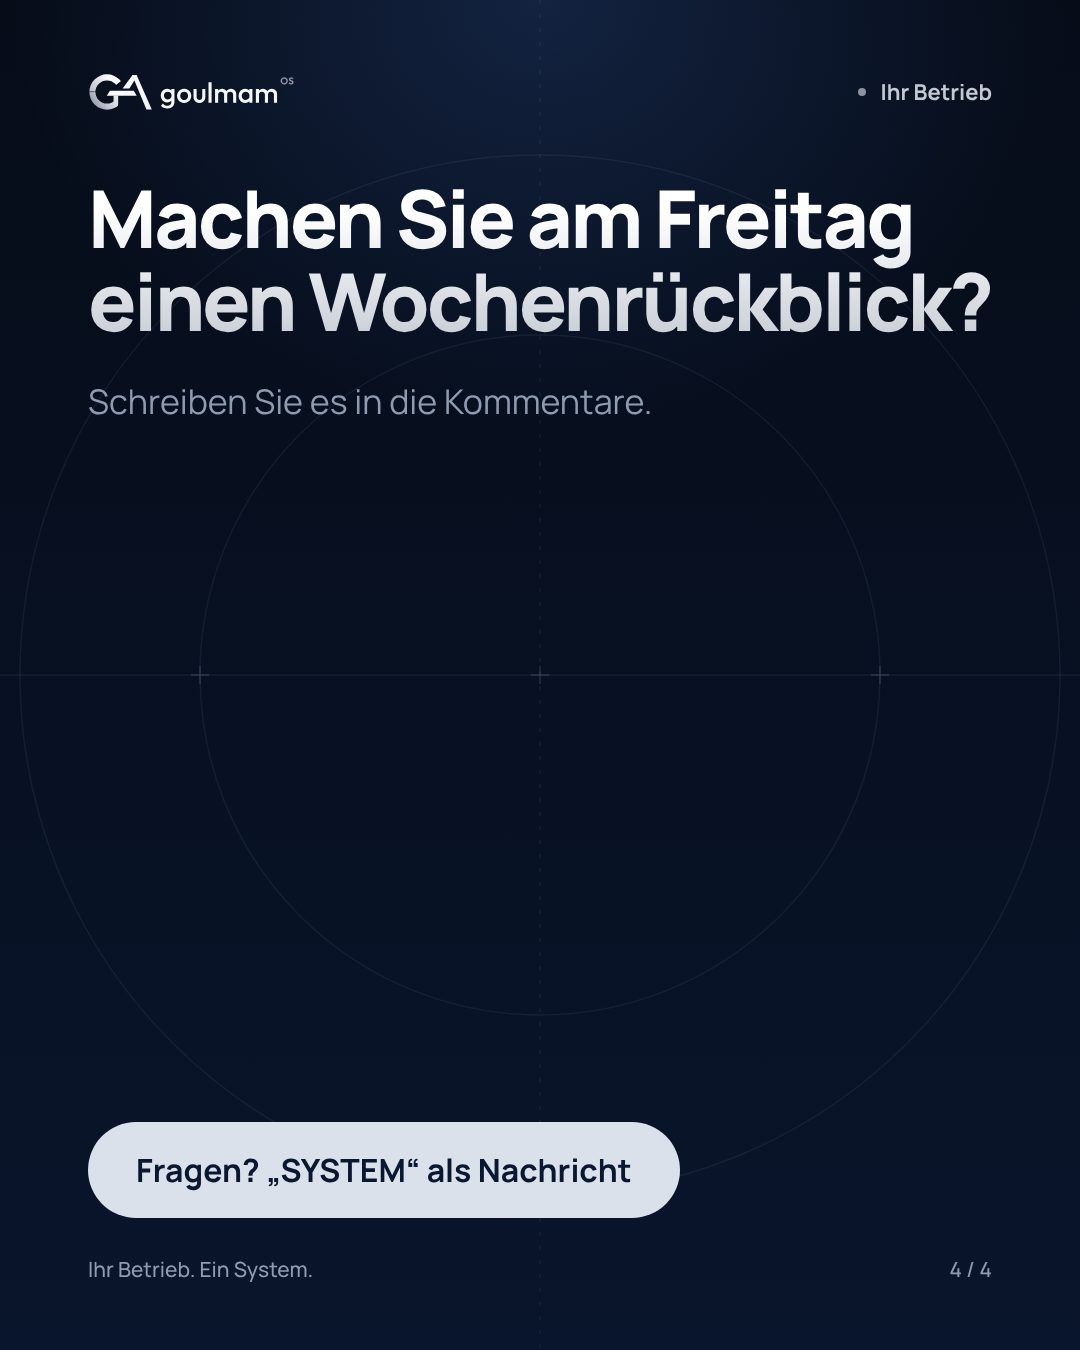 GA goulmam OS
Ihr Betrieb
Machen Sie am Freitag
einen Wochenrückblick?
Schreiben Sie es in die Kommentare.
Fragen? „SYSTEM“ als Nachricht
Ihr Betrieb. Ein System.
4 / 4